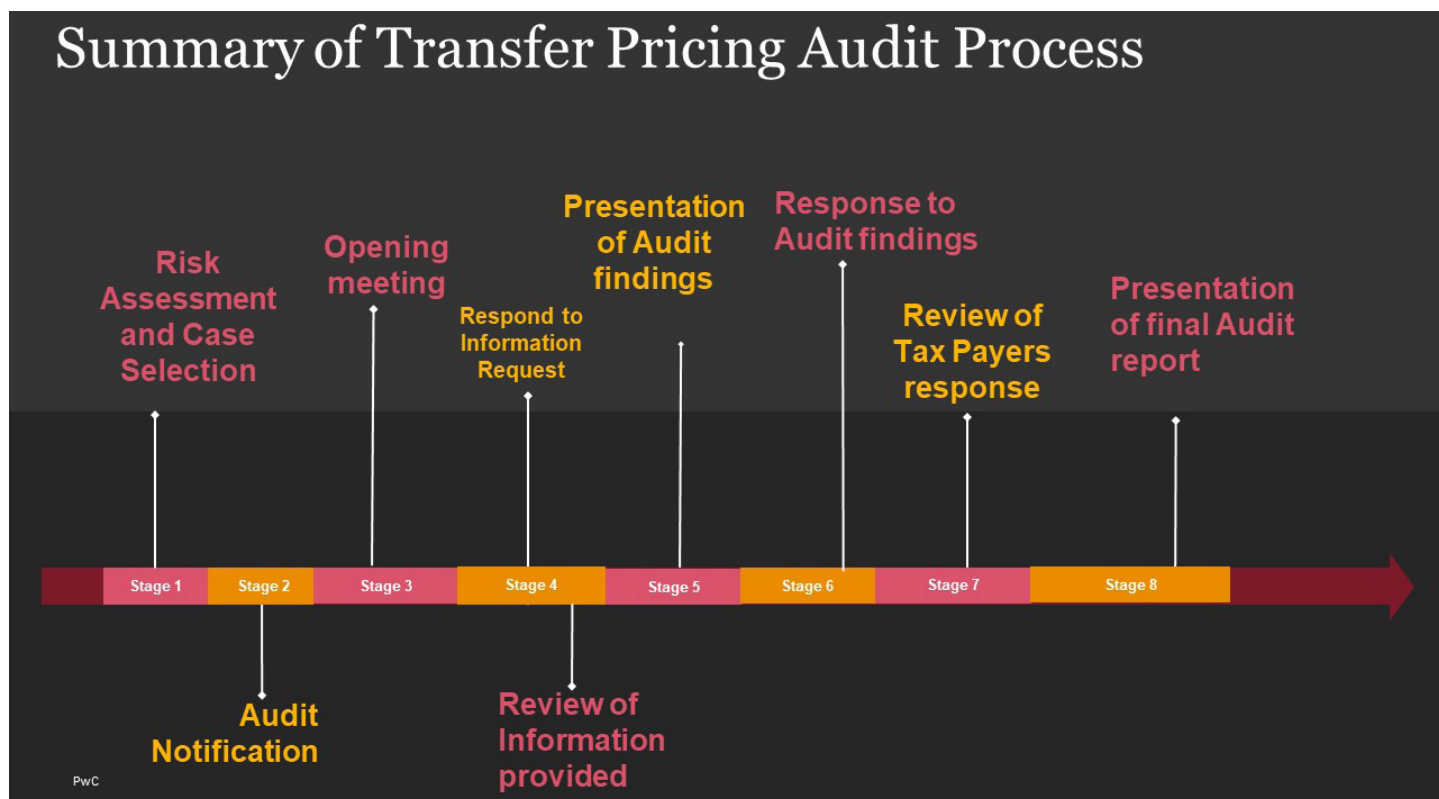 Summary of Transfer Pricing Audit Process
Risk
Assessment
and Case
Selection
Opening
meeting
Respond to
Information
Request
Presentation
of Audit
findings
Response to
Audit findings
Review of
Tax Payers
response
Presentation
of final Audit
report
Stage 1
Stage 2
Stage 3
Stage 4
Stage 5
Stage 6
Stage 7
Stage 8
Audit
Notification
Review of
Information
provided
PwC